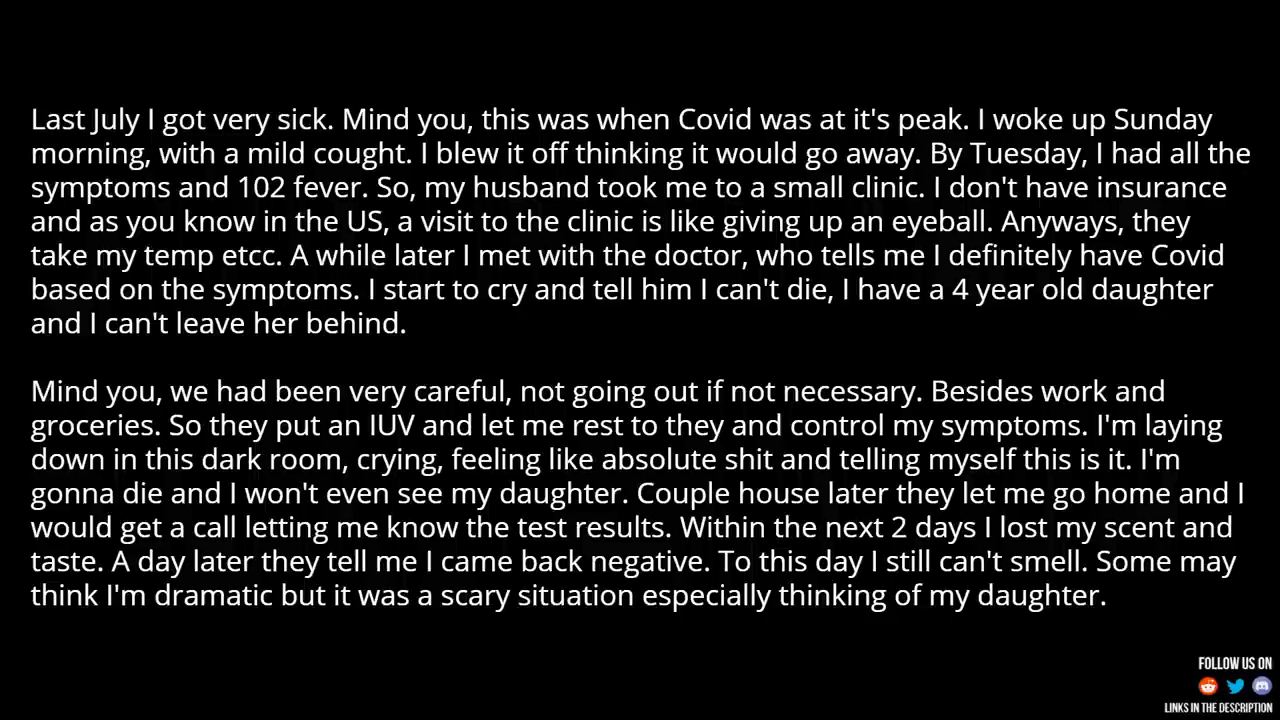 Last July I got very sick. Mind you, this was when Covid was at it's peak. I woke up Sunday
morning, with a mild cought. I blew it off thinking it would go away. By Tuesday, I had all the
symptoms and 102 fever. So, my husband took me to a small clinic. I don't have insurance
and as you know in the US, a visit to the clinic is like giving up an eyeball. Anyways, they
take my temp etcc. A while later I met with the doctor, who tells me I definitely have Covid
based on the symptoms. I start to cry and tell him I can't die, I have a 4 year old daughter
and I can't leave her behind.
Mind you, we had been very careful, not going out if not necessary. Besides work and
groceries. So they put an IUV and let me rest to they and control my symptoms. I'm laying
down in this dark room, crying, feeling like absolute shit and telling myself this is it. I'm
gonna die and I won't even see my daughter. Couple house later they let me go home and I
would get a call letting me know the test results. Within the next 2 days I lost my scent and
taste. A day later they tell me I came back negative. To this day I still can't smell. Some may
think I'm dramatic but it was a scary situation especially thinking of my daughter.
FOLLOW US ON
LINKS IN THE DESCRIPTION